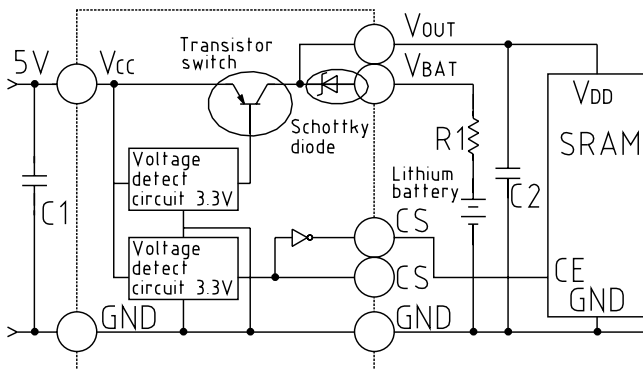 Transistor
switch
VOUT
5V
VCC
VBAT
VDD
Schottky
diode
R1
SRAM
Voltage
detect
circuit 3.3V
Lithium
battery
C1
C2
Voltage
detect
circuit 3.3V
CS
CS
CE
GND
GND
GND